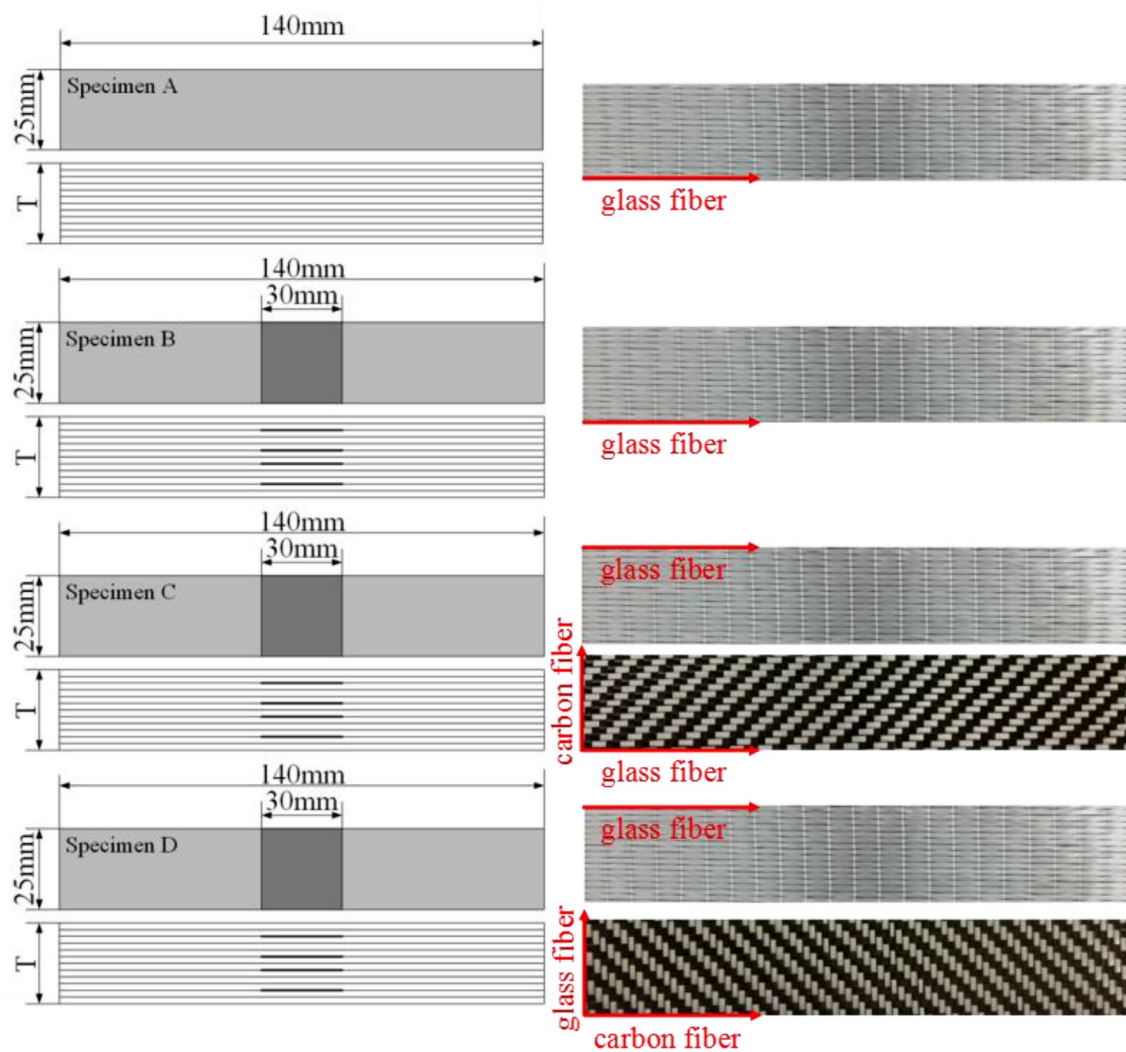 140mm
25mm
Specimen A
T
glass fiber
140mm
30mm
25mm
Specimen B
T
glass fiber
140mm
30mm
25mm
Specimen C
T
glass fiber
carbon fiber
glass fiber
140mm
30mm
25mm
Specimen D
T
glass fiber
glass fiber
carbon fiber